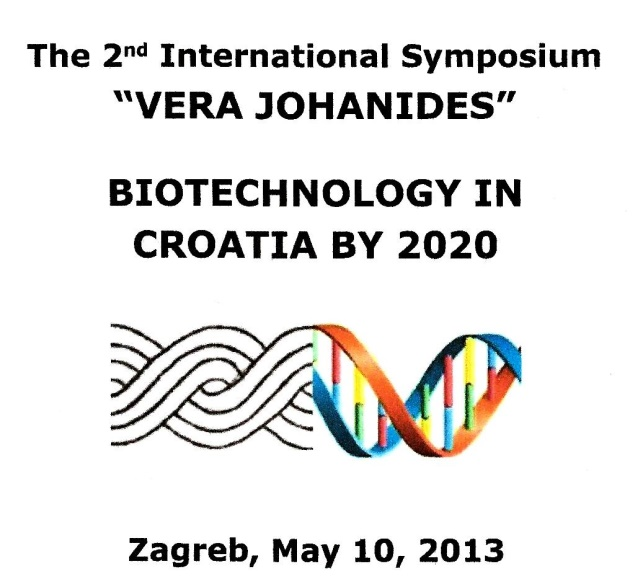 The 2nd International Symposium
“VERA JOHANIDES”
BIOTECHNOLOGY IN
CROATIA BY 2020
Zagreb, May 10, 2013